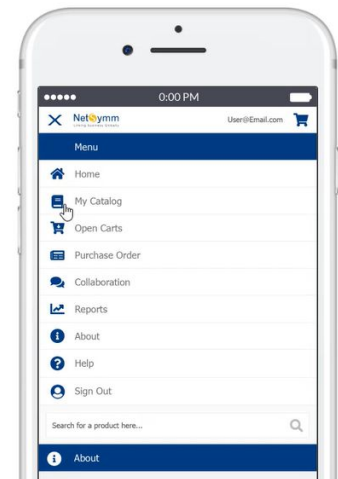 0:00 PM
Netsymm
User@Email.com
Menu
Home
My Catalog
Open Carts
Purchase Order
Collaboration
Reports
About
Help
Sign Out
Search for a product here...
About